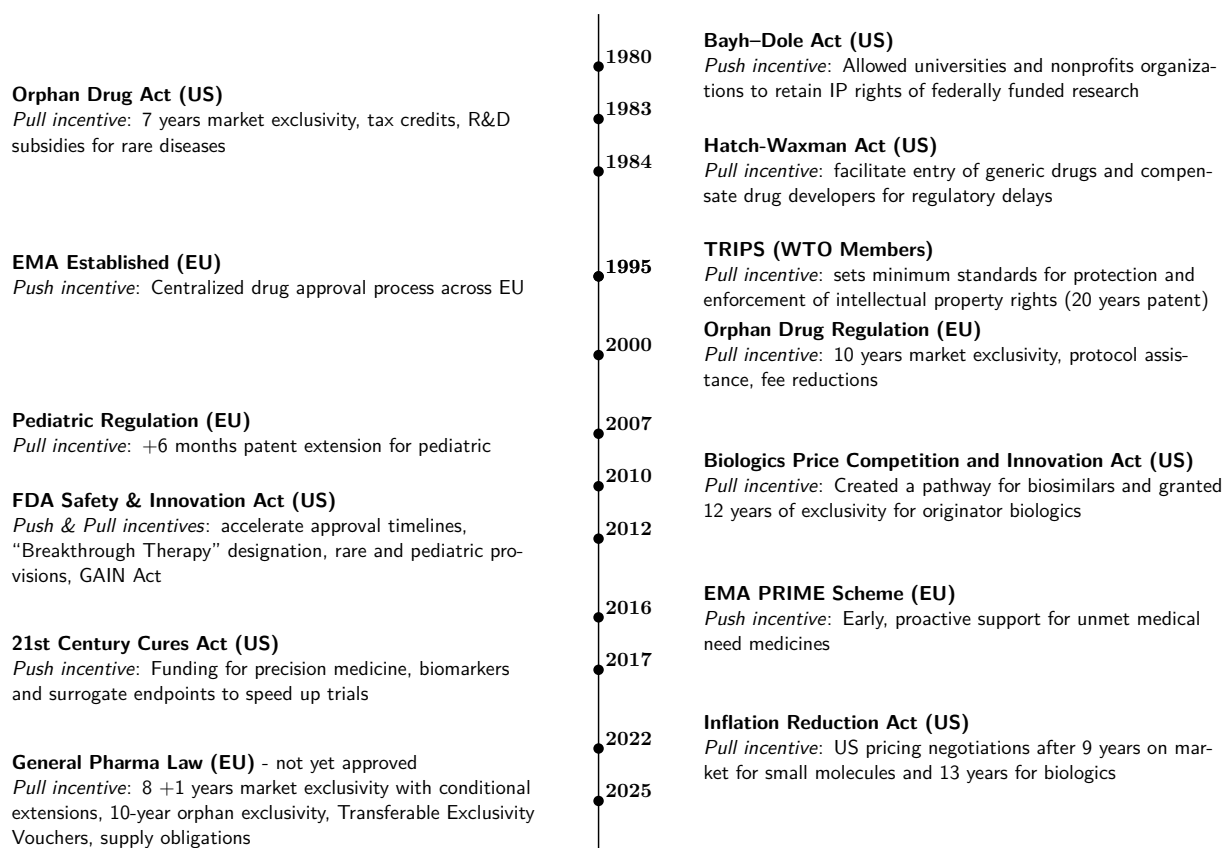 1980
Bayh–Dole Act (US)
Push incentive: Allowed universities and nonprofits organiza-
tions to retain IP rights of federally funded research
Orphan Drug Act (US)
Pull incentive: 7 years market exclusivity, tax credits, R&D
subsidies for rare diseases
1983
1984
Hatch-Waxman Act (US)
Pull incentive: facilitate entry of generic drugs and compen-
sate drug developers for regulatory delays
EMA Established (EU)
Push incentive: Centralized drug approval process across EU
1995
TRIPS (WTO Members)
Pull incentive: sets minimum standards for protection and
enforcement of intellectual property rights (20 years patent)
2000
Orphan Drug Regulation (EU)
Pull incentive: 10 years market exclusivity, protocol assis-
tance, fee reductions
Pediatric Regulation (EU)
Pull incentive: +6 months patent extension for pediatric
2007
2010
Biologics Price Competition and Innovation Act (US)
Pull incentive: Created a pathway for biosimilars and granted
12 years of exclusivity for originator biologics
FDA Safety & Innovation Act (US)
Push & Pull incentives: accelerate approval timelines,
“Breakthrough Therapy” designation, rare and pediatric pro-
visions, GAIN Act
2012
2016
EMA PRIME Scheme (EU)
Push incentive: Early, proactive support for unmet medical
need medicines
21st Century Cures Act (US)
Push incentive: Funding for precision medicine, biomarkers
and surrogate endpoints to speed up trials
2017
2022
Inflation Reduction Act (US)
Pull incentive: US pricing negotiations after 9 years on mar-
ket for small molecules and 13 years for biologics
General Pharma Law (EU) - not yet approved
Pull incentive: 8 +1 years market exclusivity with conditional
extensions, 10-year orphan exclusivity, Transferable Exclusivity
Vouchers, supply obligations
2025